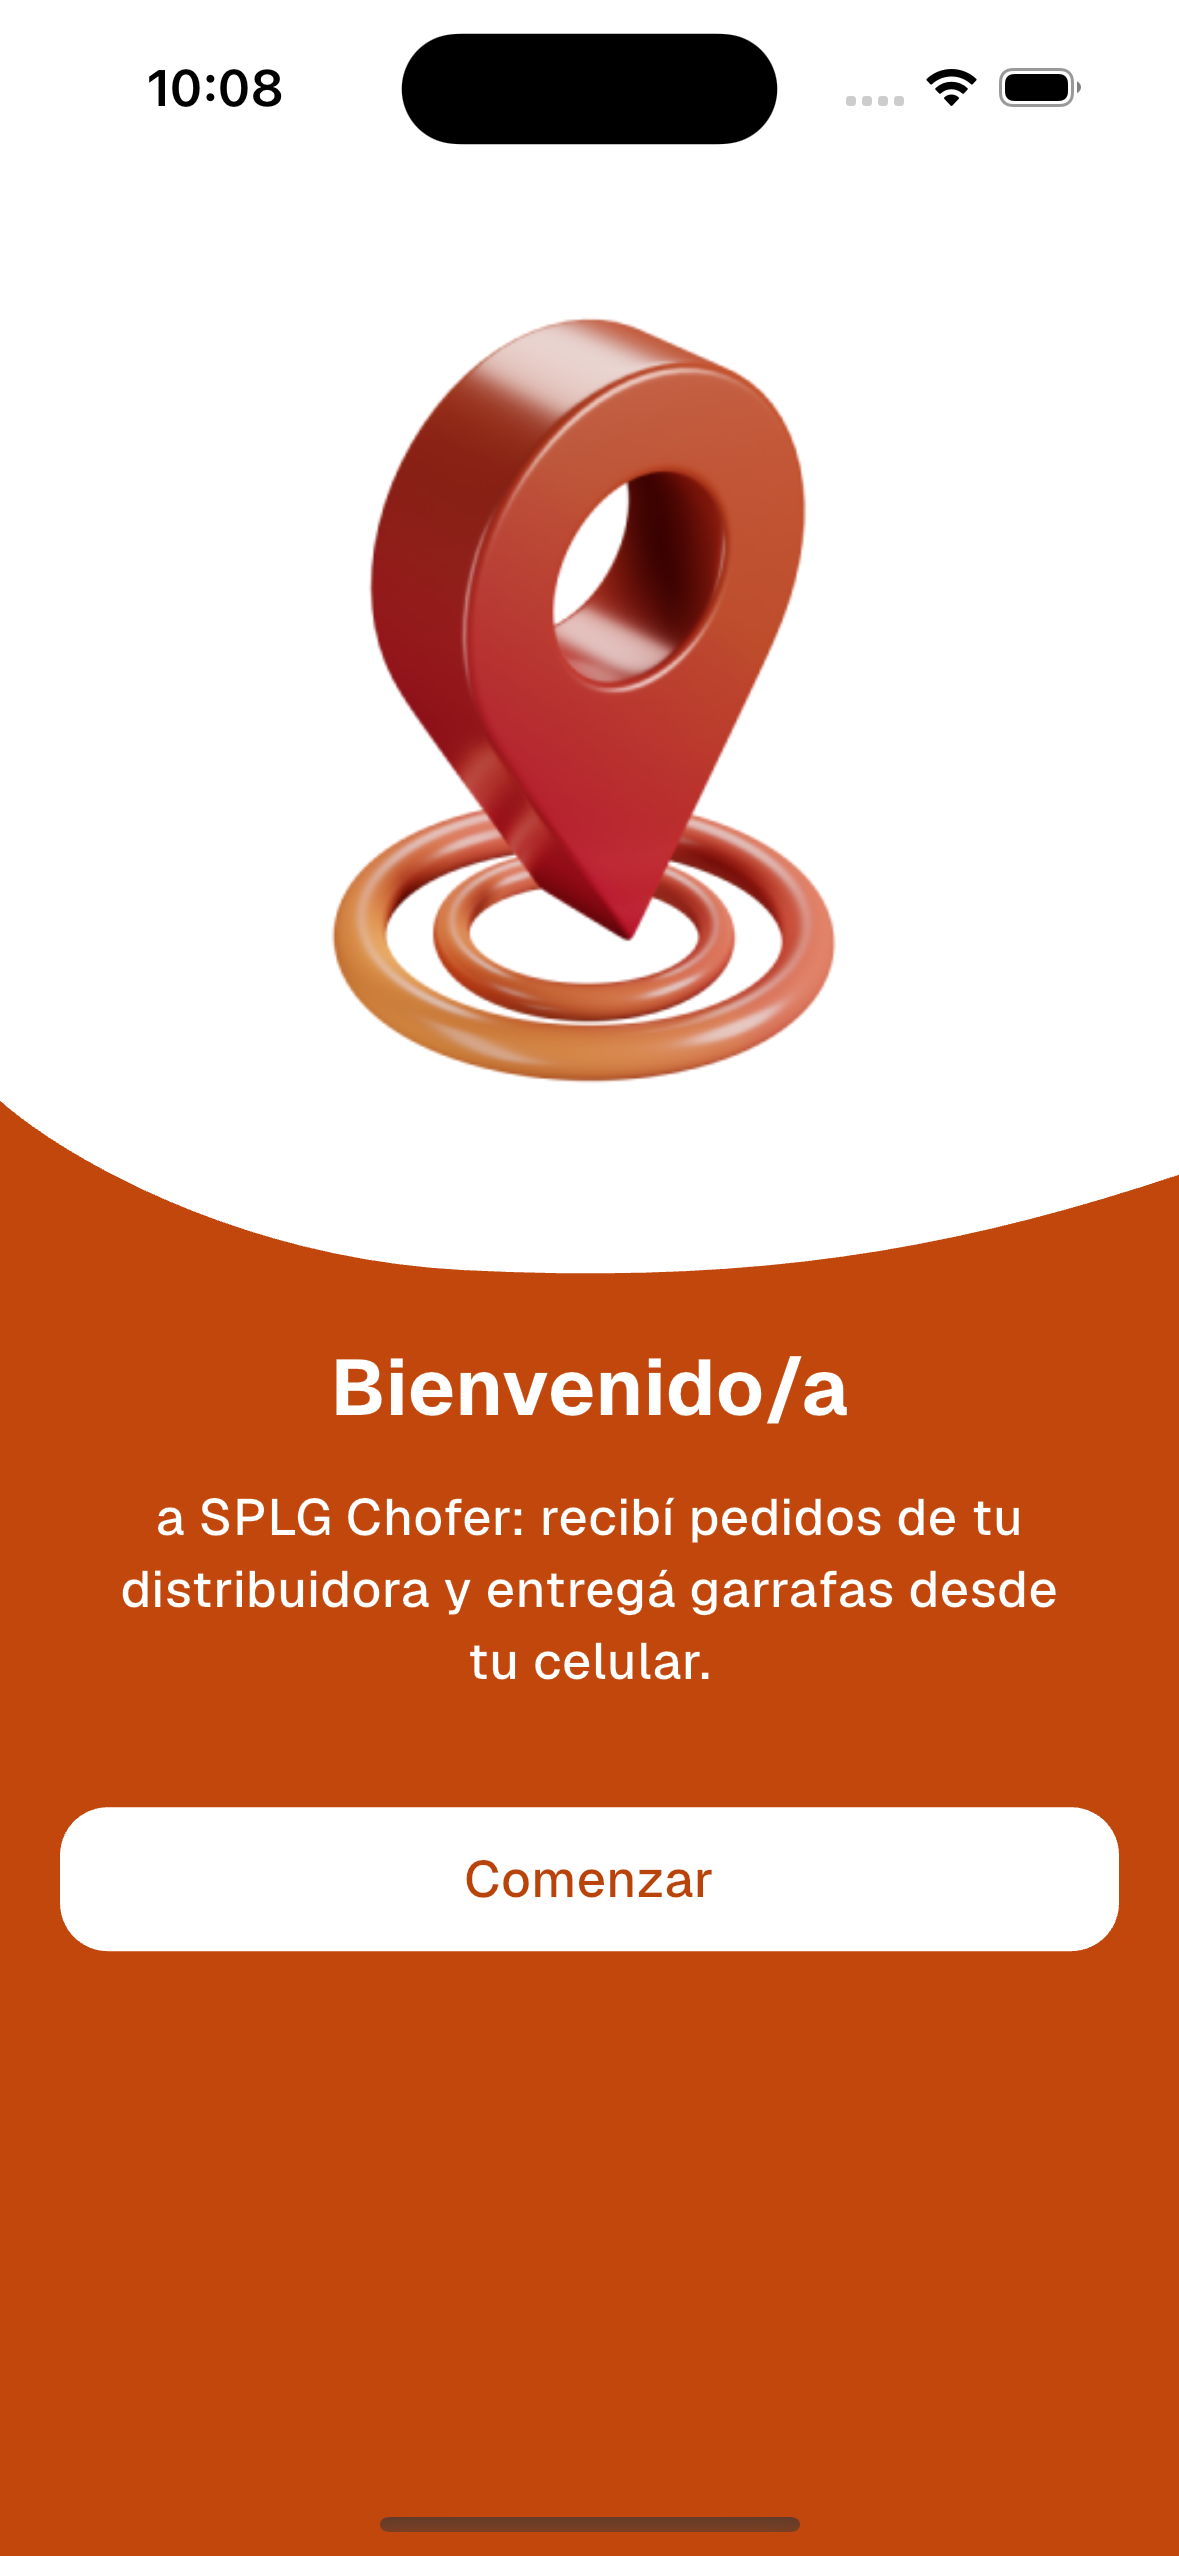 10:08
Bienvenido/a
a SPLG Chofer: recibí pedidos de tu
distribuidora y entregá garrafas desde
tu celular.
Comenzar